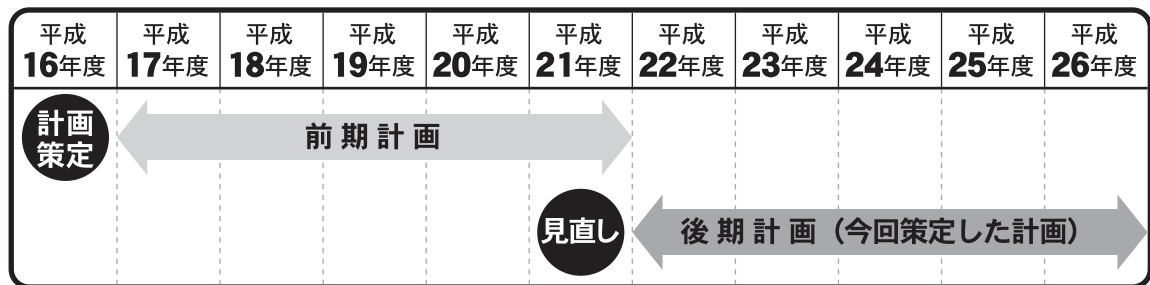 平成 平成 平成 平成 平成 平成 平成 平成 平成 平成 平成
16年度 17年度 18年度 19年度 20年度 21年度 22年度 23年度 24年度 25年度 26年度
計画
策定
前期計画
見直し
後期計画（今回策定した計画）